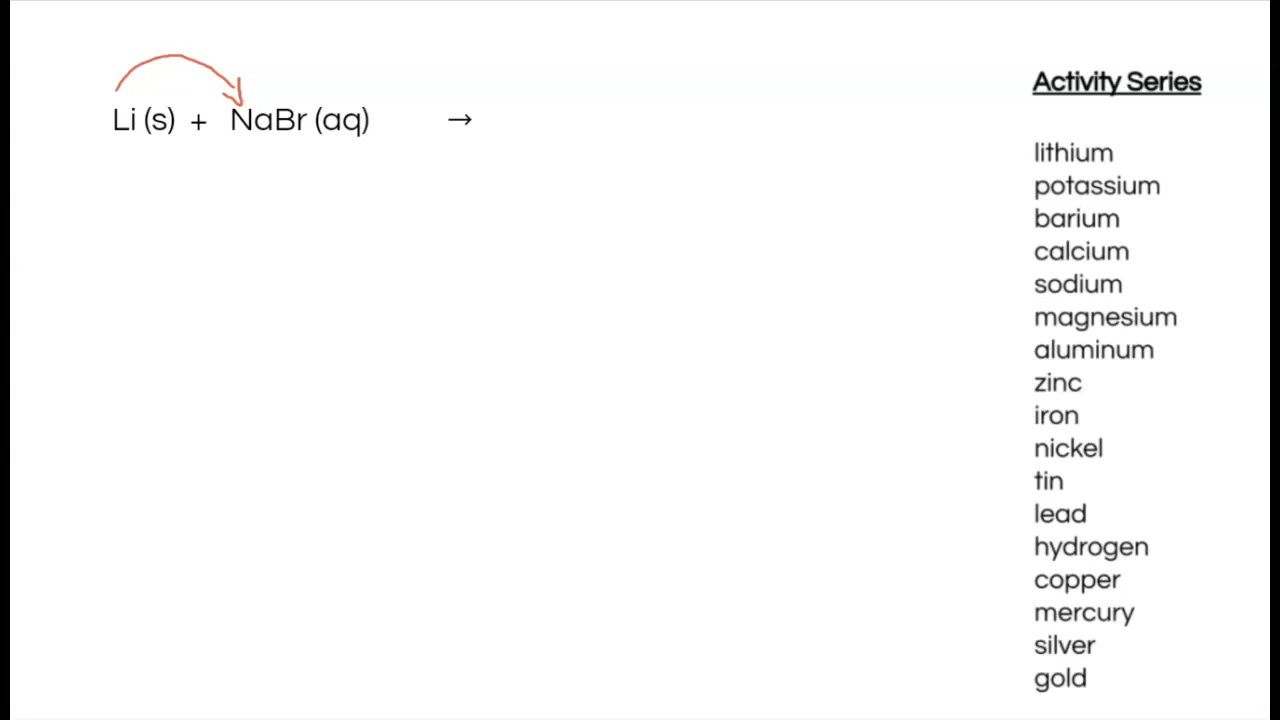 Li (s) + NaBr (aq) →
Activity Series
lithium
potassium
barium
calcium
sodium
magnesium
aluminum
zinc
iron
nickel
tin
lead
hydrogen
copper
mercury
silver
gold